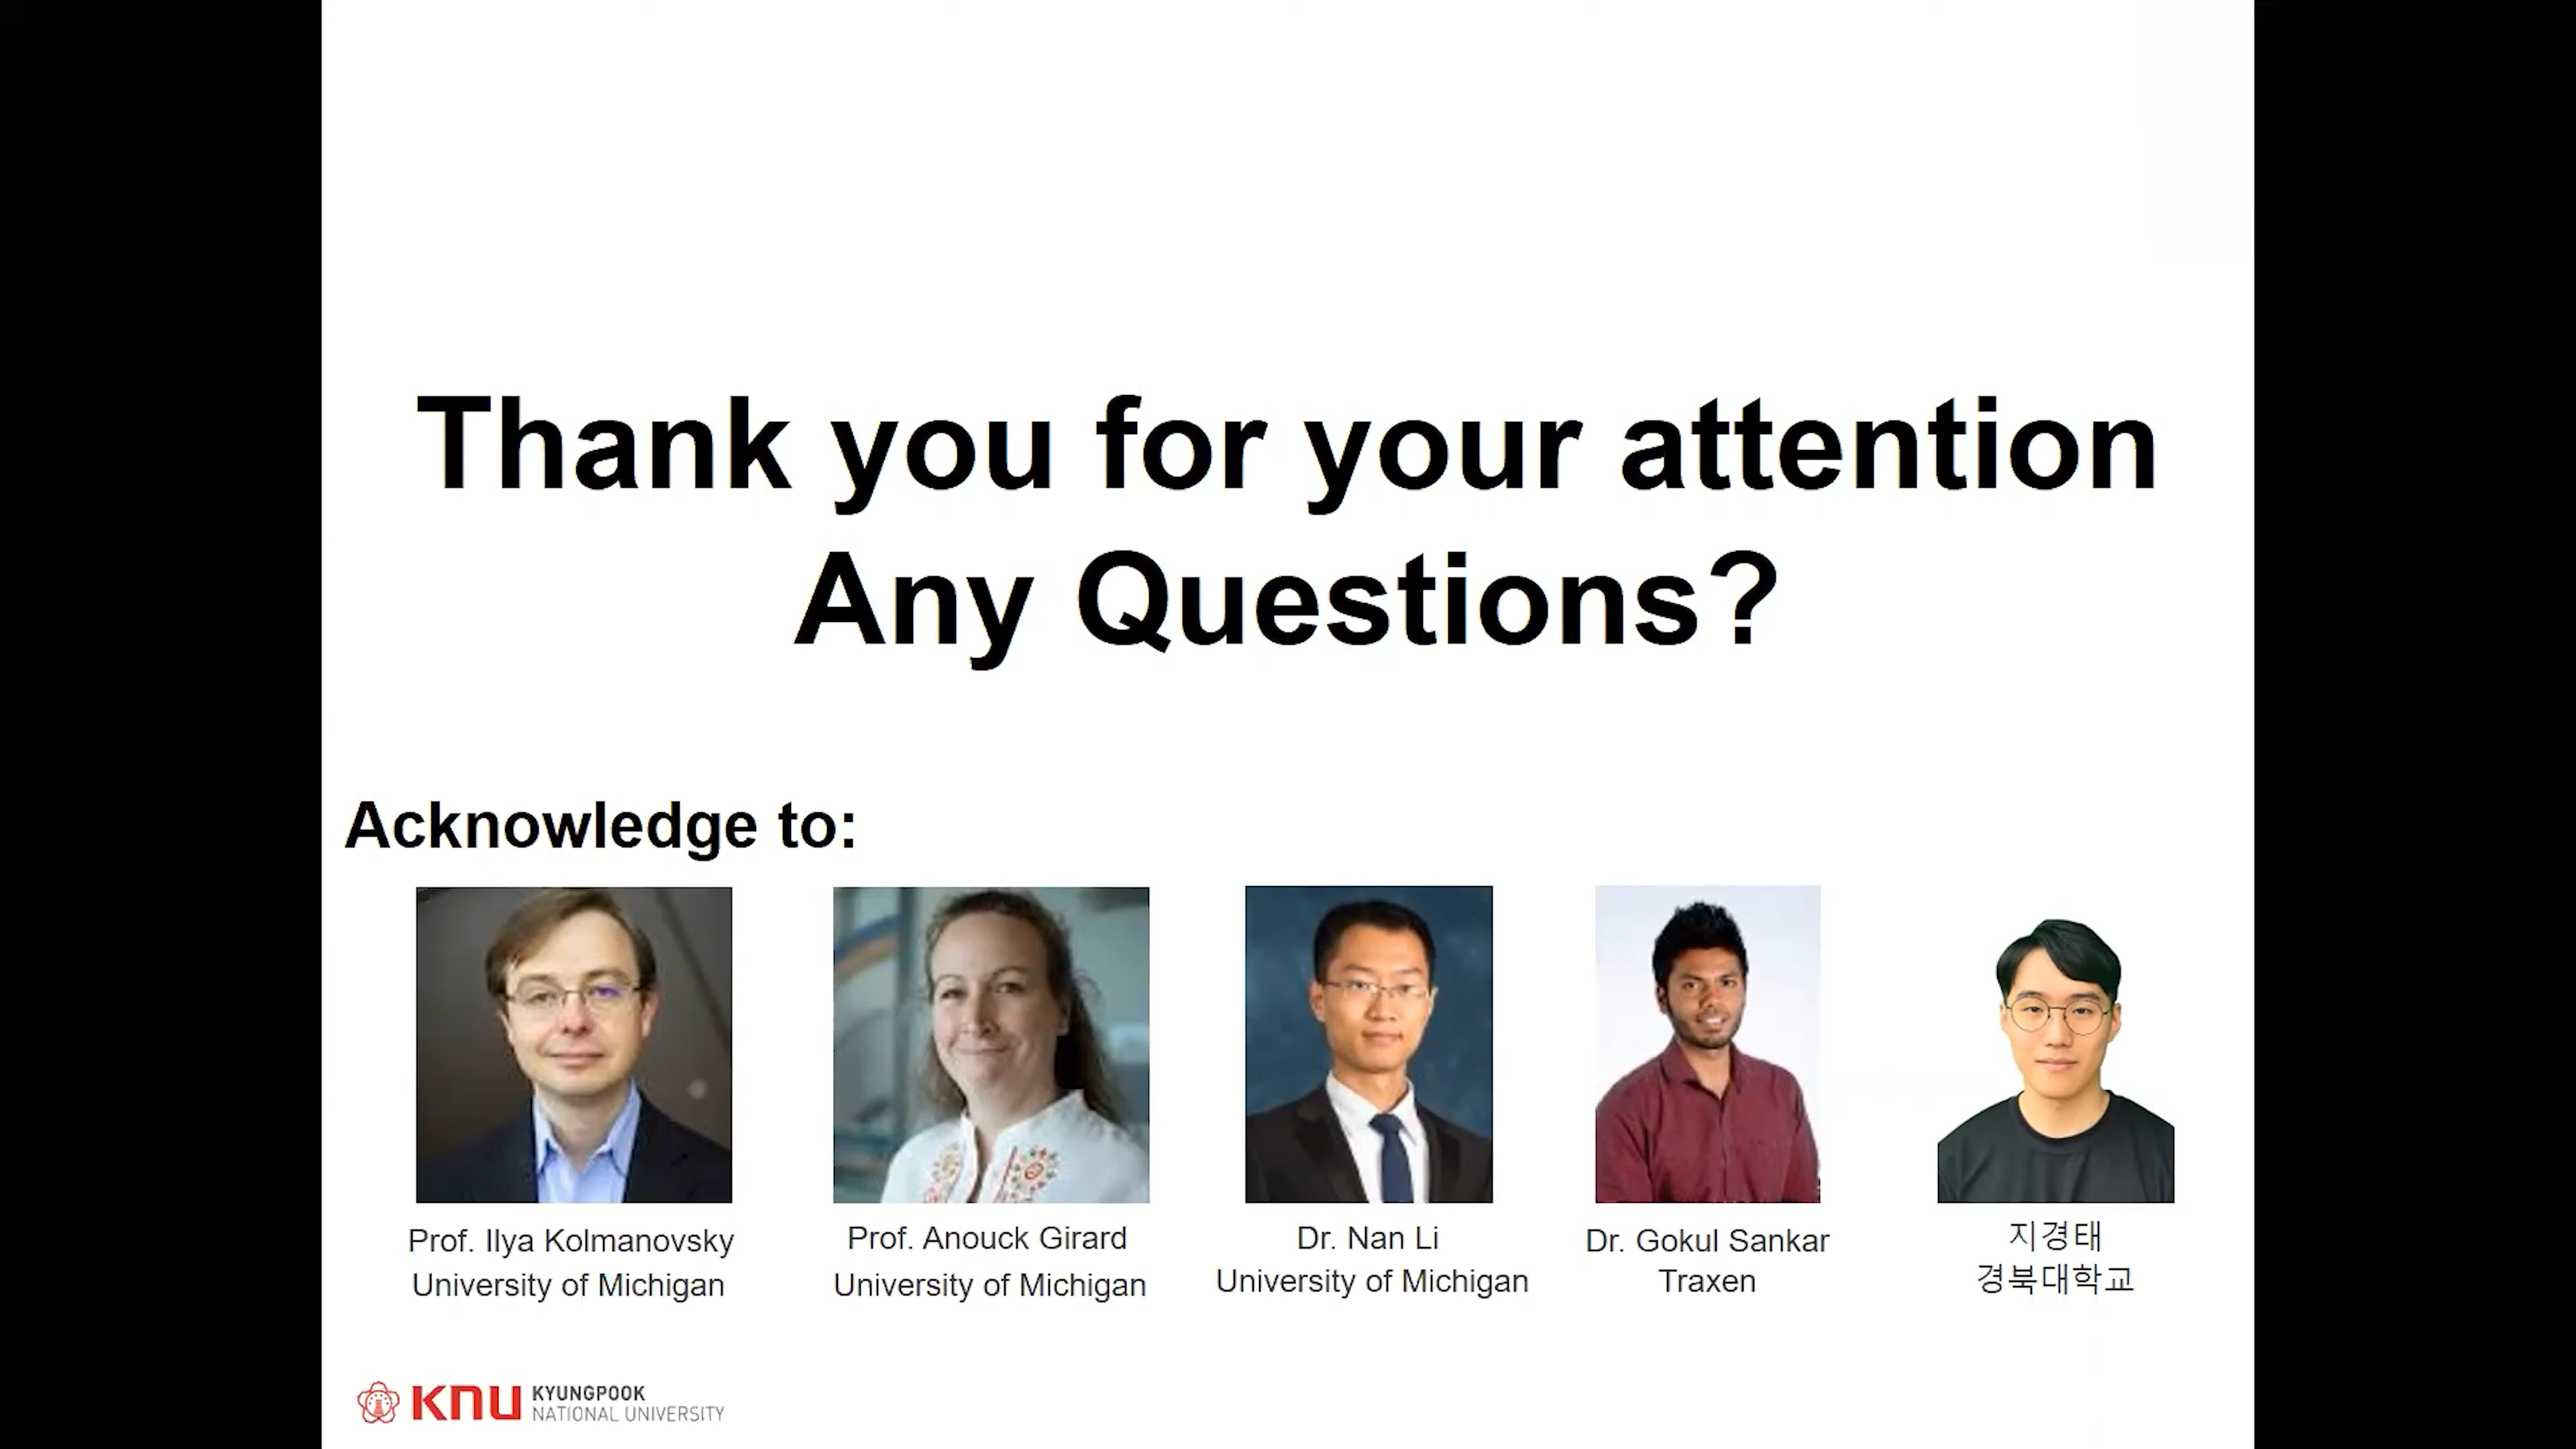 Thank you for your attention
Any Questions?
Acknowledge to:
Prof. Ilya Kolmanovsky
University of Michigan
Prof. Anouck Girard
University of Michigan
Dr. Nan Li
University of Michigan
Dr. Gokul Sankar
Traxen
지경태
경북대학교
KNU KYUNGPOOK
NATIONAL UNIVERSITY